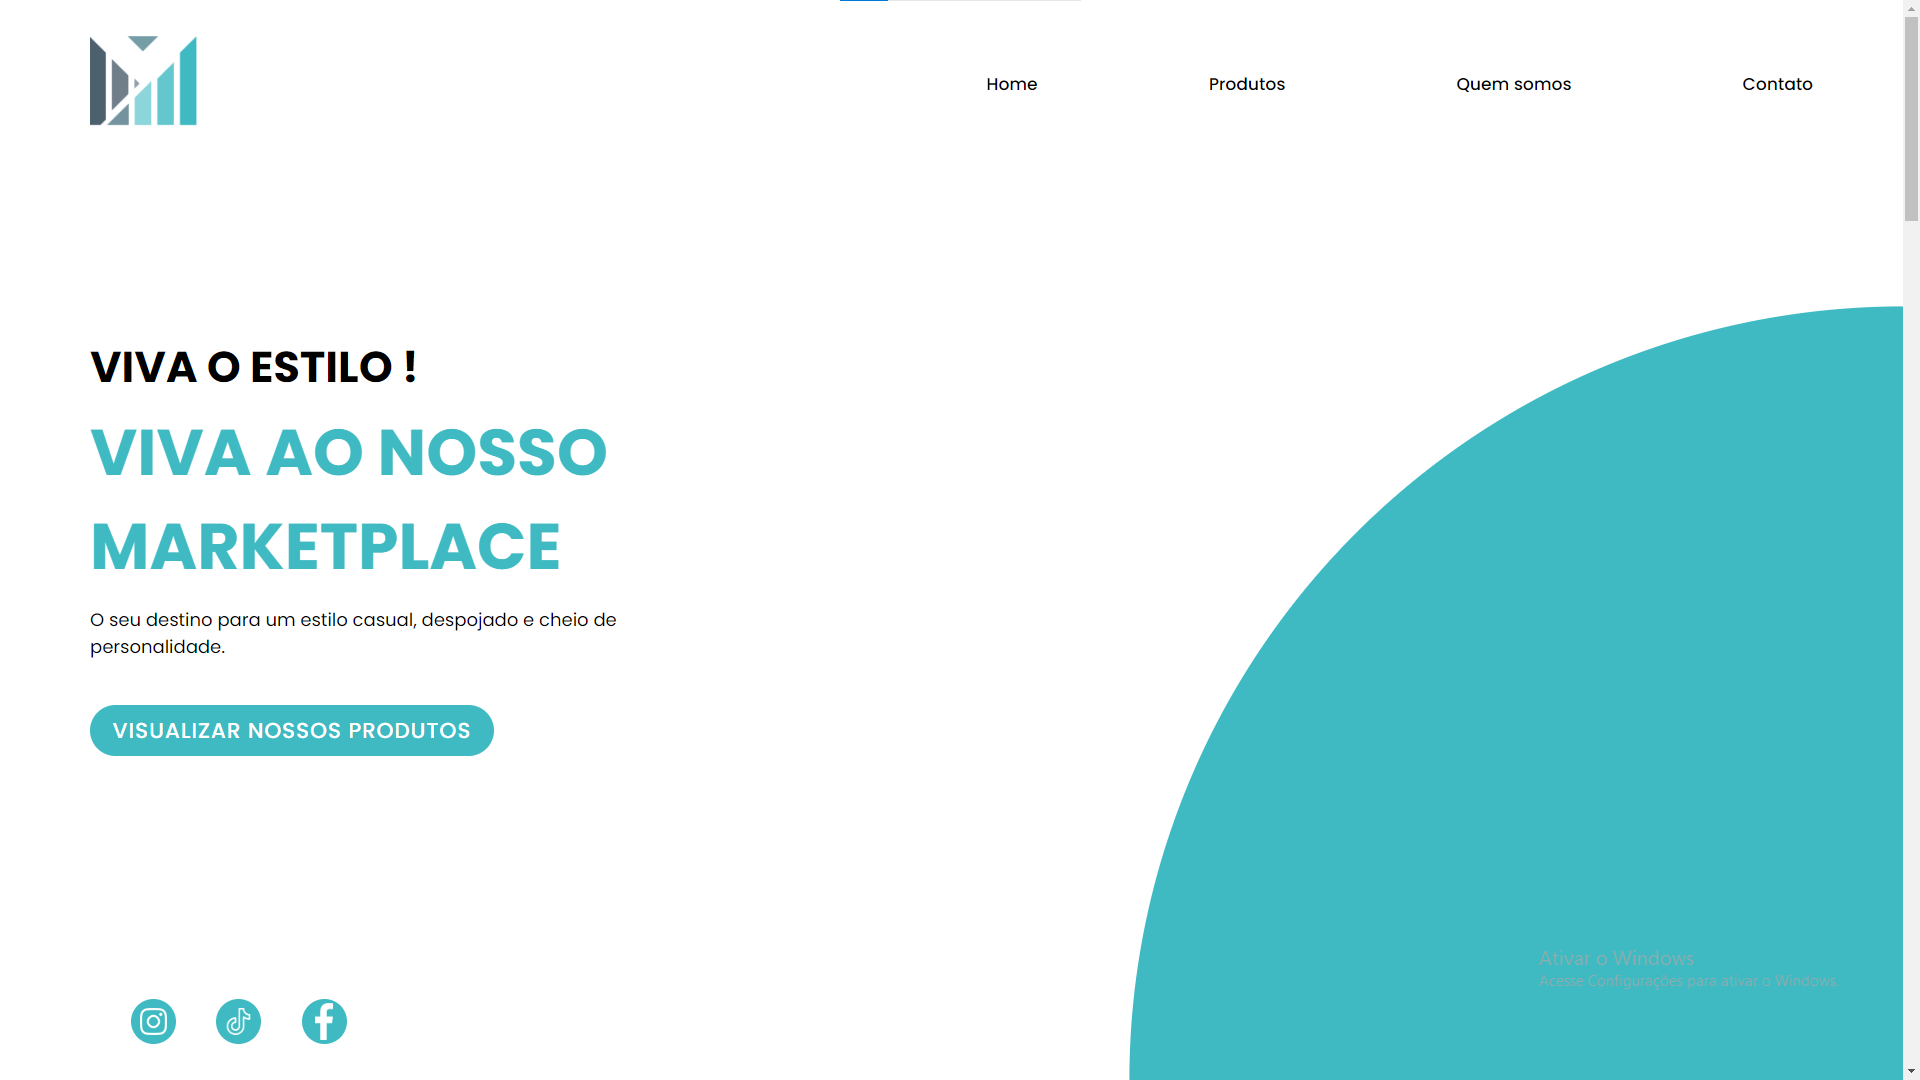 Home
Produtos
Quem somos
Contato
VIVA O ESTILO !
VIVA AO NOSSO
MARKETPLACE
O seu destino para um estilo casual, despojado e cheio de
personalidade.
VISUALIZAR NOSSOS PRODUTOS
Ativar o Windows
Acesse Configurações para ativar o Windows.